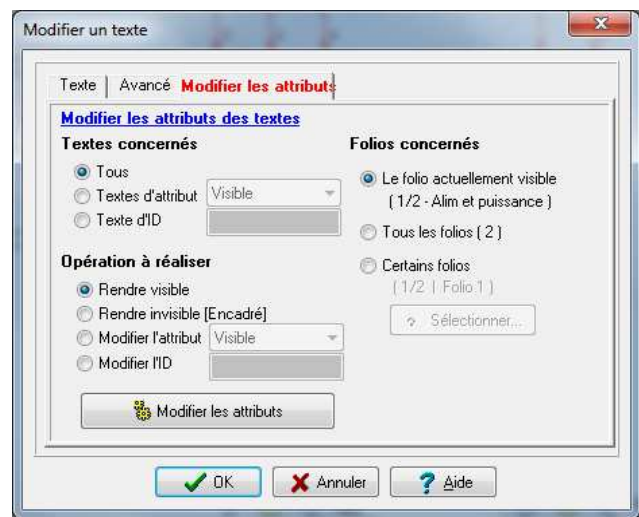 Modifier un texte
Texte
Avancé
Modifier les attributs
Modifier les attributs des textes
Textes concernés
Tous
Textes d'attribut
Visible
Texte d'ID
Opération à réaliser
Rendre visible
Rendre invisible [Encadré]
Modifier l'attribut
Visible
Modifier l'ID
Modifier les attributs
Folios concernés
Le folio actuellement visible
( 1/2 - Alim et puissance )
Tous les folios ( 2 )
Certains folios
( 1/2 | Folio 1 )
Sélectionner...
OK
Annuler
Aide